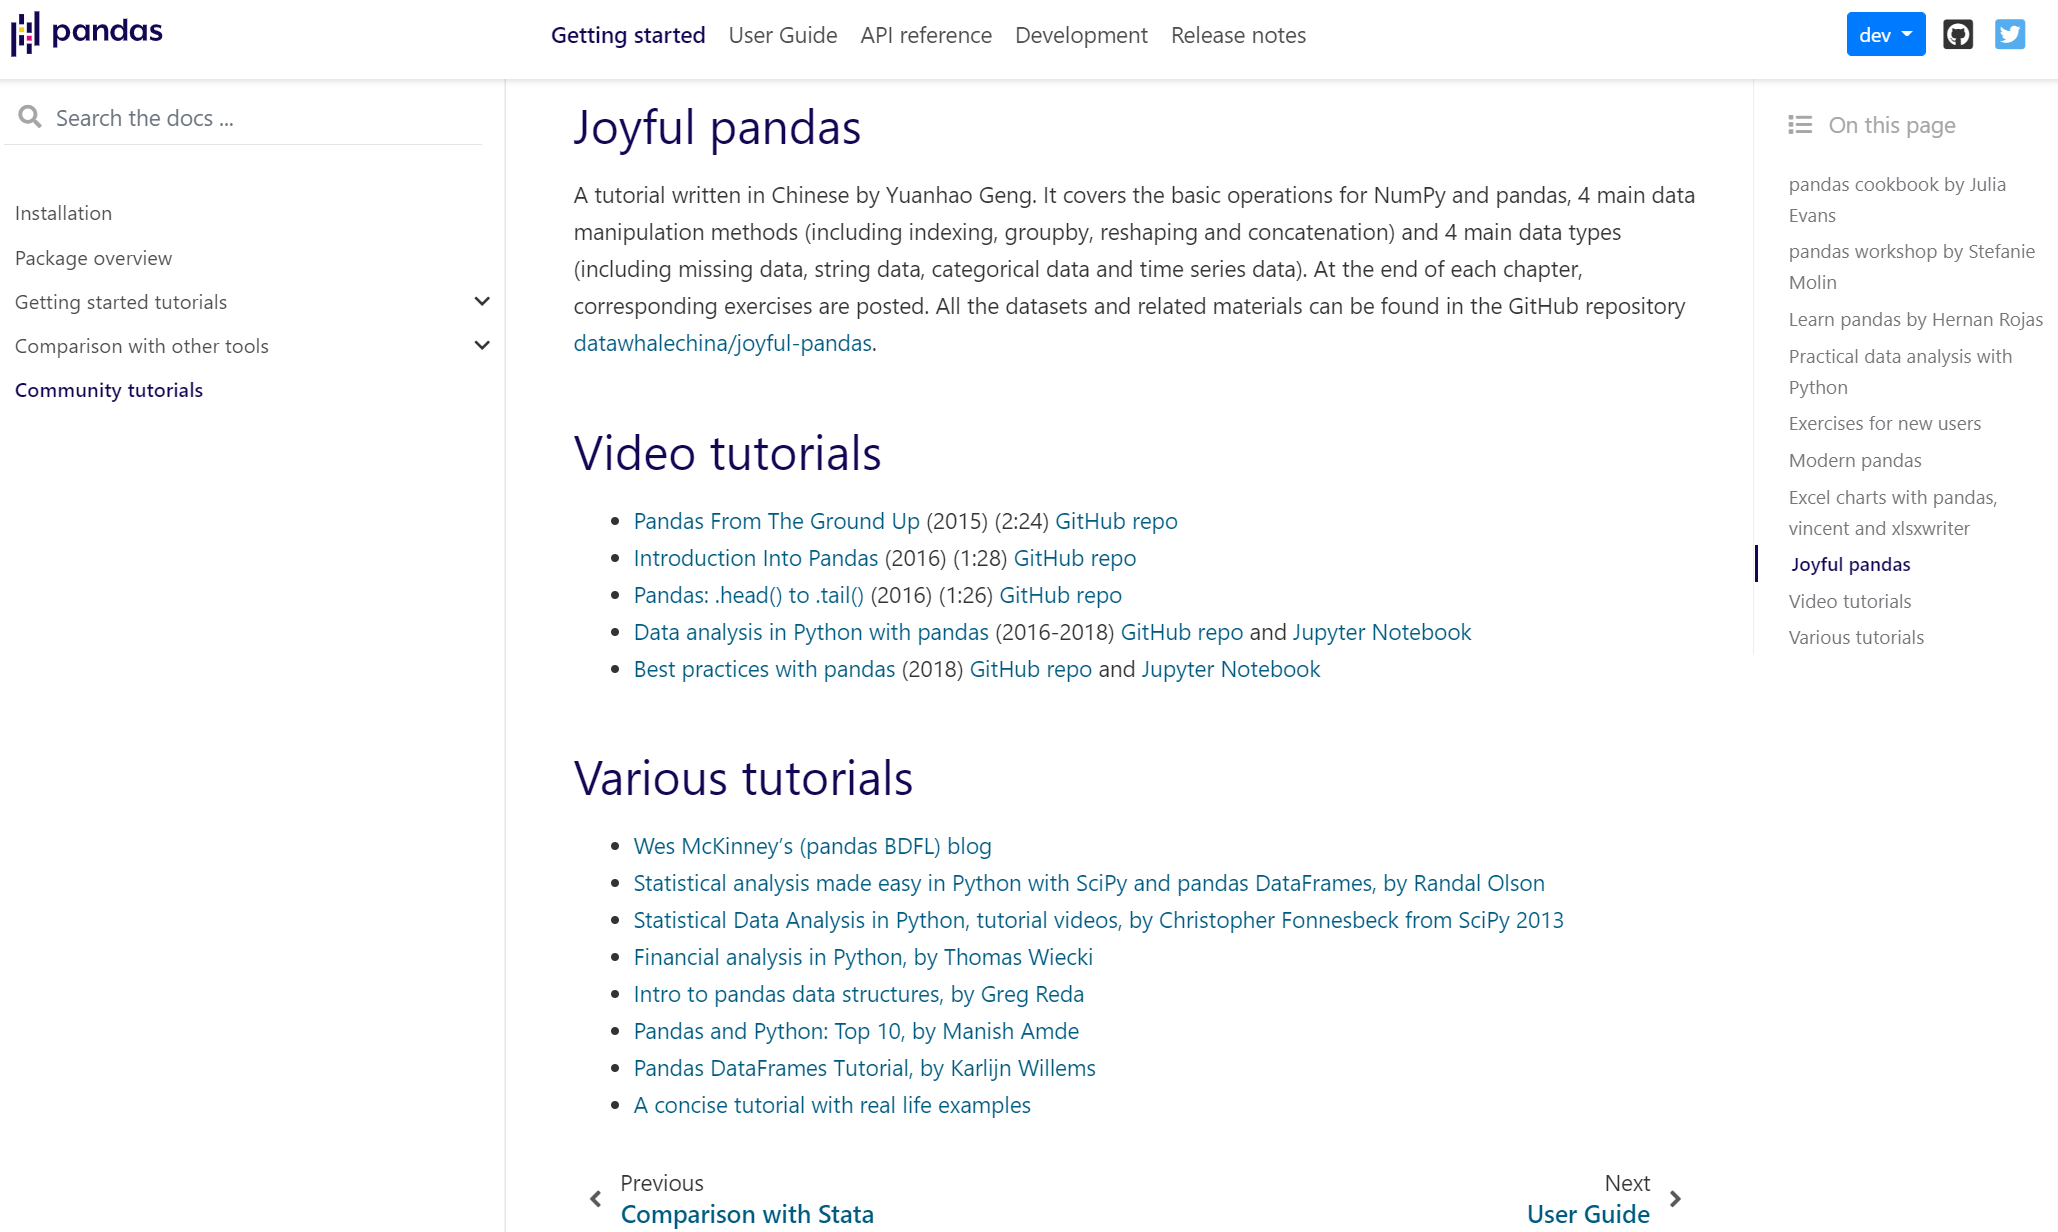 pandas
Getting started User Guide API reference Development Release notes
dev
Search the docs ...
Installation
Package overview
Getting started tutorials
Comparison with other tools
Community tutorials
Joyful pandas
A tutorial written in Chinese by Yuanhao Geng. It covers the basic operations for NumPy and pandas, 4 main data
manipulation methods (including indexing, groupby, reshaping and concatenation) and 4 main data types
(including missing data, string data, categorical data and time series data). At the end of each chapter,
corresponding exercises are posted. All the datasets and related materials can be found in the GitHub repository
datawhalechina/joyful-pandas.
Video tutorials
Pandas From The Ground Up (2015) (2:24) GitHub repo
Introduction Into Pandas (2016) (1:28) GitHub repo
Pandas: .head() to .tail() (2016) (1:26) GitHub repo
Data analysis in Python with pandas (2016-2018) GitHub repo and Jupyter Notebook
Best practices with pandas (2018) GitHub repo and Jupyter Notebook
Various tutorials
Wes McKinney’s (pandas BDFL) blog
Statistical analysis made easy in Python with SciPy and pandas DataFrames, by Randal Olson
Statistical Data Analysis in Python, tutorial videos, by Christopher Fonnesbeck from SciPy 2013
Financial analysis in Python, by Thomas Wiecki
Intro to pandas data structures, by Greg Reda
Pandas and Python: Top 10, by Manish Amde
Pandas DataFrames Tutorial, by Karlijn Willems
A concise tutorial with real life examples
Previous
Comparison with Stata
Next
User Guide
On this page
pandas cookbook by Julia
Evans
pandas workshop by Stefanie
Molin
Learn pandas by Hernan Rojas
Practical data analysis with
Python
Exercises for new users
Modern pandas
Excel charts with pandas,
vincent and xlsxwriter
Joyful pandas
Video tutorials
Various tutorials